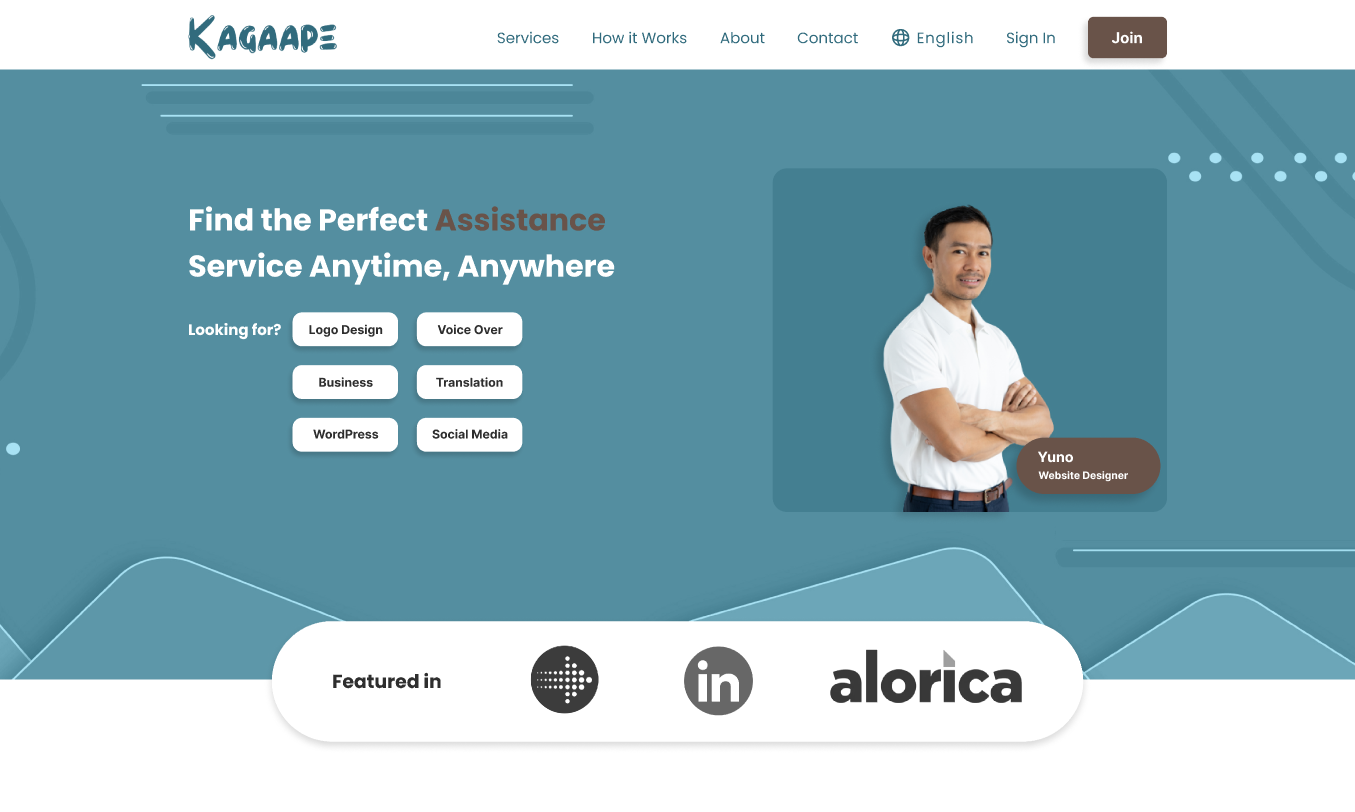 KAGAAPE
Services
How it Works
About
Contact
English
Sign In
Join
Find the Perfect Assistance
Service Anytime, Anywhere
Looking for?
Logo Design
Voice Over
Business
Translation
WordPress
Social Media
Yuno
Website Designer
Featured in
in
alorica